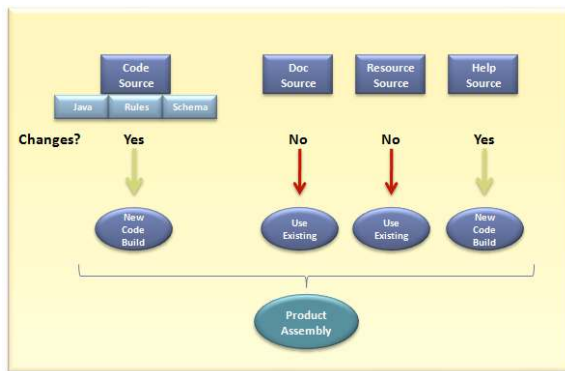 Code
Source
Doc
Source
Resource
Source
Help
Source
Java
Rules
Schema
Changes?
Yes
No
No
Yes
New
Code
Build
Use
Existing
Use
Existing
New
Code
Build
Product
Assembly